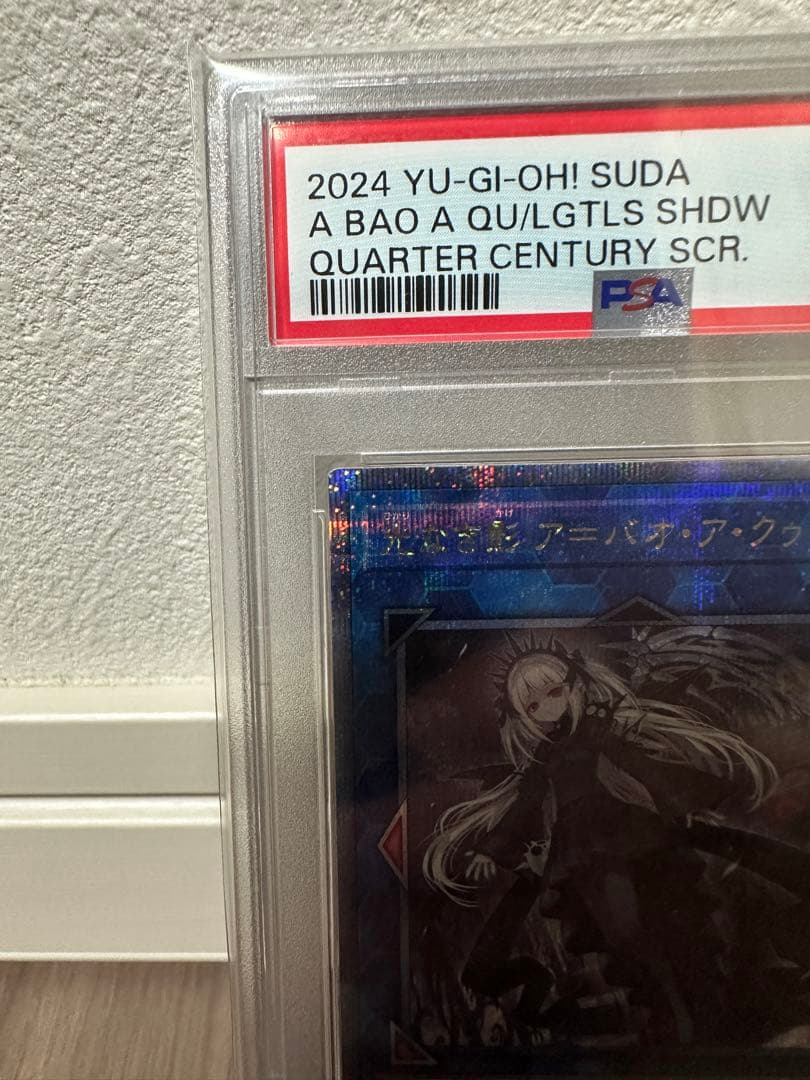 2024 YU-GI-OH! SUDA
A BAO A QU/LGTLS SHDW
QUARTER CENTURY SCR.
PSA
光なき影 ア＝バオ・ア・クゥ